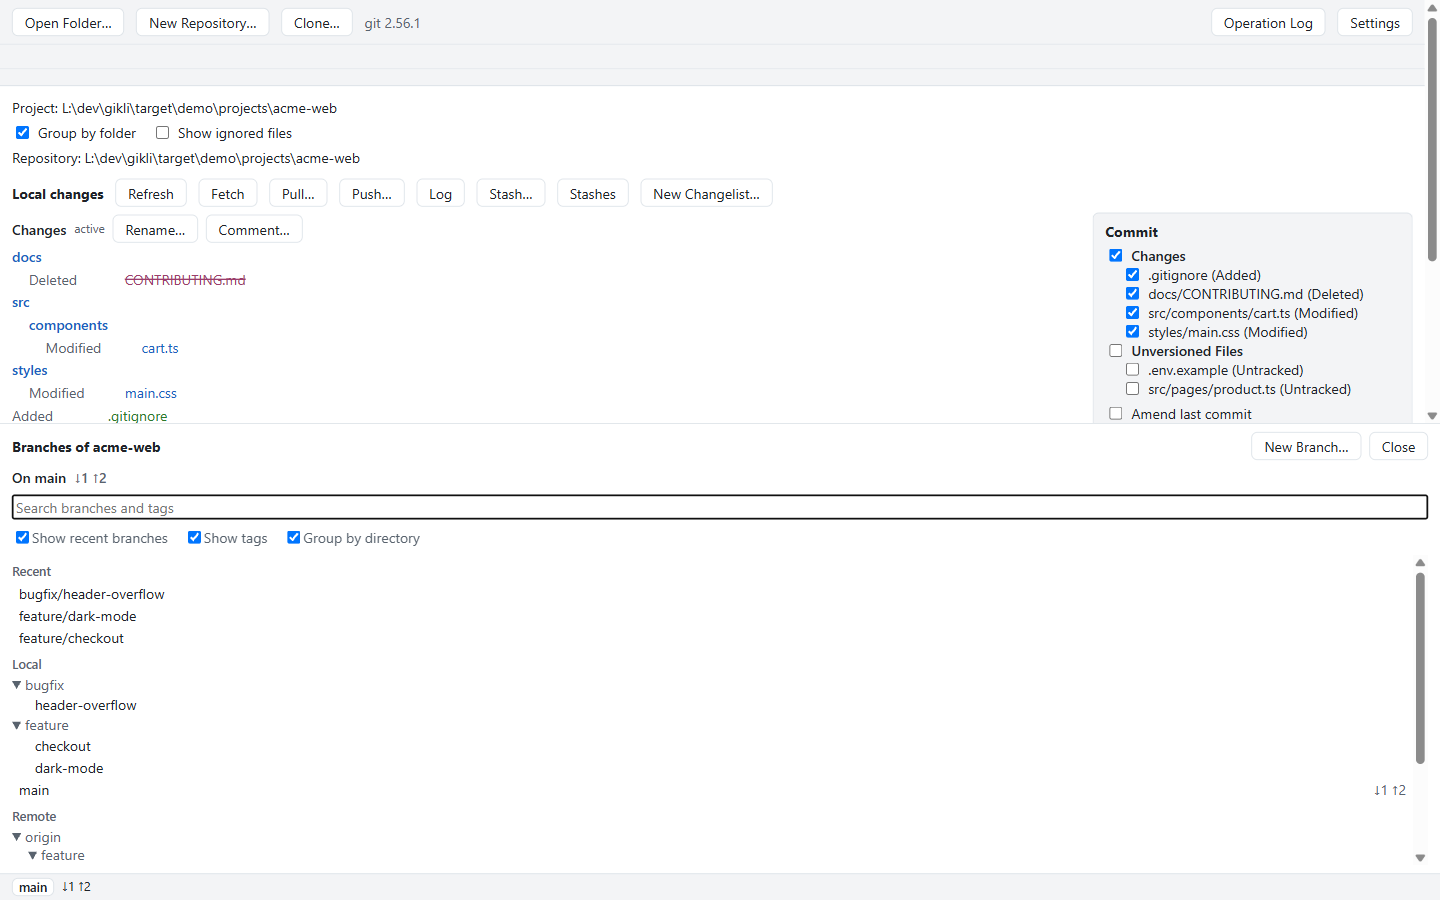 Open Folder... New Repository... Clone... git 2.56.1 Operation Log Settings
Project: L:\dev\gikli\target\demo\projects\acme-web
Group by folder Show ignored files
Repository: L:\dev\gikli\target\demo\projects\acme-web
Local changes Refresh Fetch Pull... Push... Log Stash... Stashes New Changelist...
Changes active Rename... Comment...
docs
Deleted CONTRIBUTING.md
src
components
Modified cart.ts
styles
Modified main.css
Added .gitignore
Commit
Changes
.gitignore (Added)
docs/CONTRIBUTING.md (Deleted)
src/components/cart.ts (Modified)
styles/main.css (Modified)
Unversioned Files
.env.example (Untracked)
src/pages/product.ts (Untracked)
Amend last commit
Branches of acme-web New Branch... Close
On main ↓1 ↑2
Search branches and tags
Show recent branches Show tags Group by directory
Recent
bugfix/header-overflow
feature/dark-mode
feature/checkout
Local
▼ bugfix
header-overflow
▼ feature
checkout
dark-mode
main ↓1 ↑2
Remote
▼ origin
▼ feature
main ↓1 ↑2